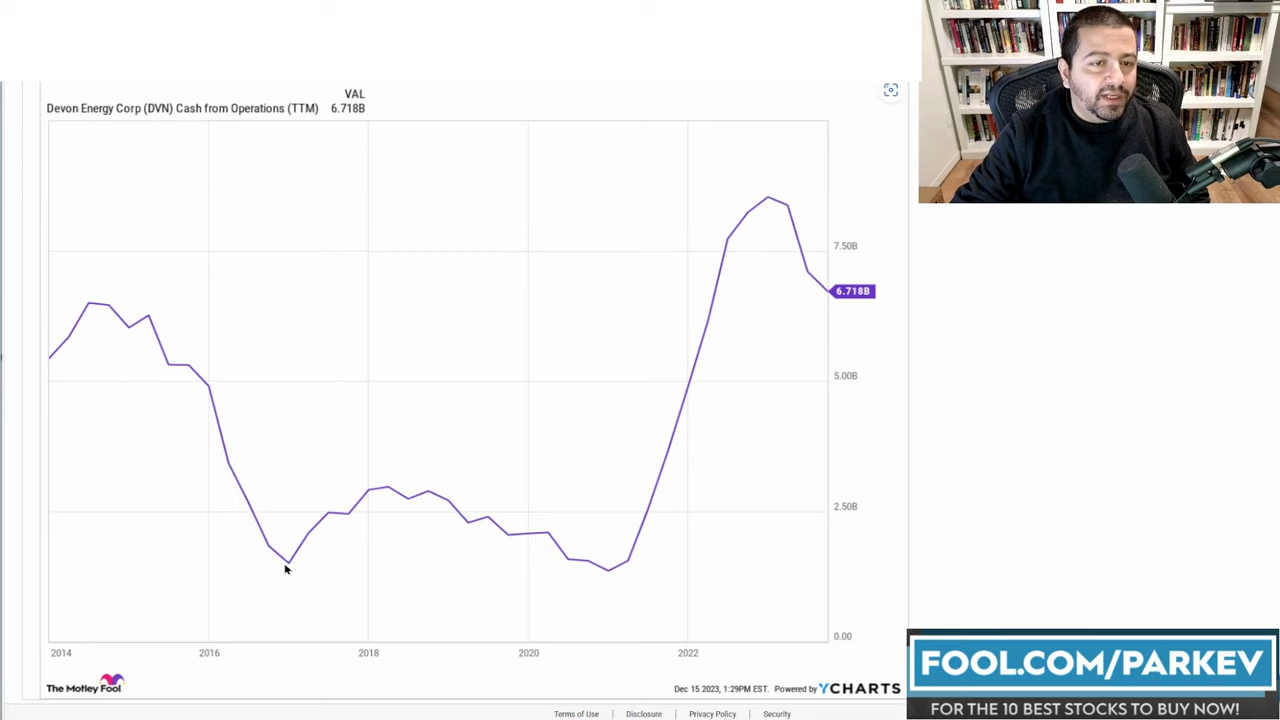 VAL
Devon Energy Corp (DVN) Cash from Operations (TTM) 6.718B
7.50B
6.718B
5.00B
2.50B
0.00
2014 2016 2018 2020 2022
The Motley Fool.
Dec 15 2023, 1:29PM EST. Powered by YCHARTS
Terms of Use Disclosure Privacy Policy Security
FOOL.COM/PARKEV
FOR THE 10 BEST STOCKS TO BUY NOW!